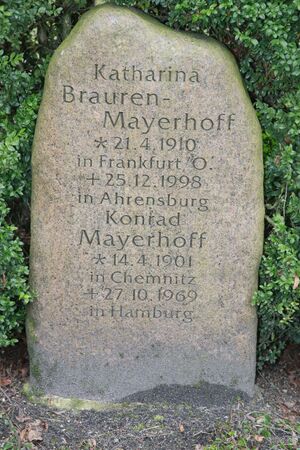 Katharina
Brauren-
Mayerhoff
* 21.4.1910
in Frankfurt O.
+ 25.12.1998
in Ahrensburg
Konrad
Mayerhoff
* 14.4.1901
in Chemnitz
+ 27.10.1969
in Hamburg